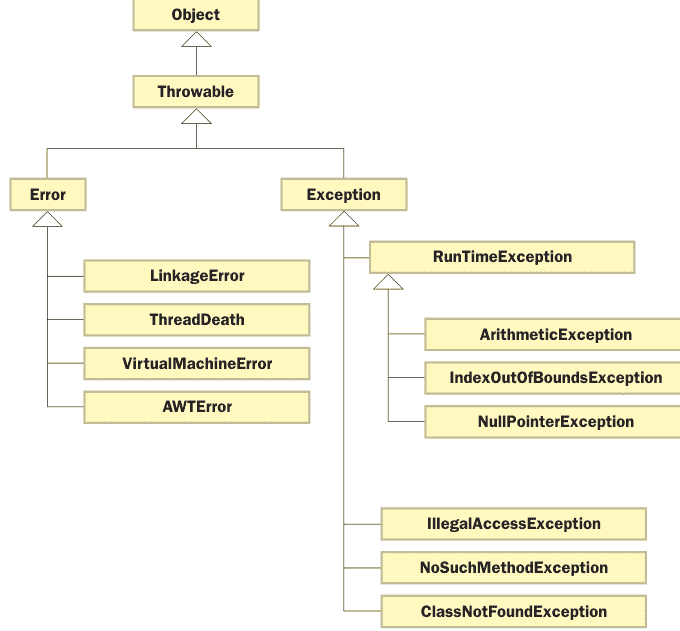 Object
Throwable
Error
Exception
RunTimeException
LinkageError
ThreadDeath
ArithmeticException
VirtualMachineError
IndexOutOfBoundsException
AWTError
NullPointerException
IllegalAccessException
NoSuchMethodException
ClassNotFoundException